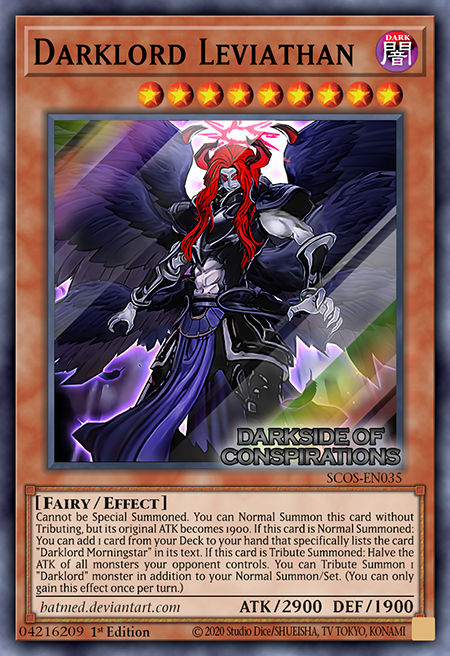 DARKLORD LEVIATHAN
DARK
闇
DARKSIDE OF
CONSPIRATIONS
SCOS-EN035
[ FAIRY / EFFECT ]
Cannot be Special Summoned. You can Normal Summon this card without
Tributing, but its original ATK becomes 1900. If this card is Normal Summoned:
You can add 1 card from your Deck to your hand that specifically lists the card
"Darklord Morningstar" in its text. If this card is Tribute Summoned: Halve the
ATK of all monsters your opponent controls. You can Tribute Summon 1
"Darklord" monster in addition to your Normal Summon/Set. (You can only
gain this effect once per turn.)
batmed.deviantart.com ATK/2900 DEF/1900
04216209 1st Edition © 2020 Studio Dice/SHUEISHA, TV TOKYO, KONAMI